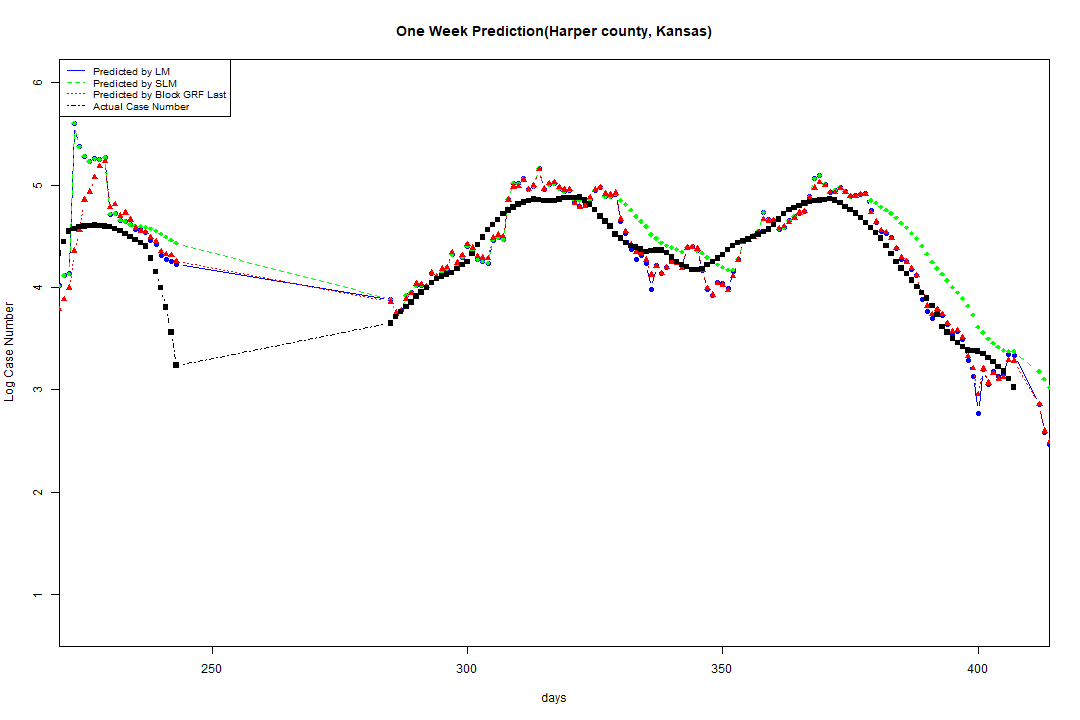 One Week Prediction(Harper county, Kansas)
Predicted by LM
Predicted by SLM
Predicted by Block GRF Last
Actual Case Number
6
5
4
3
2
1
Log Case Number
250 300 350 400
days